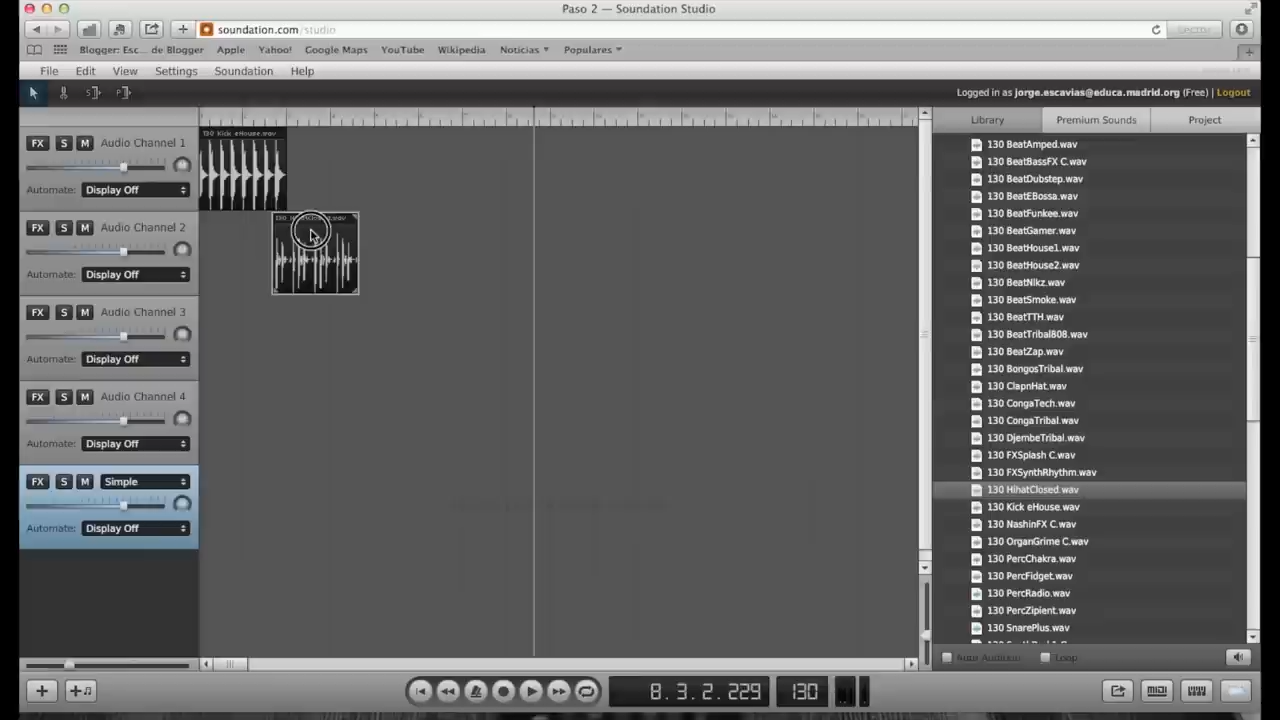 Paso 2 — Soundation Studio
soundation.com/studio
Blogger: Esc... de Blogger Apple Yahoo! Google Maps YouTube Wikipedia Noticias Populares
File Edit View Settings Soundation Help
Logged in as jorge.escavias@educa.madrid.org (Free) | Logout
Library Premium Sounds Project
FX S M Audio Channel 1
Automate: Display Off
FX S M Audio Channel 2
Automate: Display Off
FX S M Audio Channel 3
Automate: Display Off
FX S M Audio Channel 4
Automate: Display Off
FX S M Simple
Automate: Display Off
130 Kick eHouse.wav
130 BeatAmped.wav
130 BeatBassFX C.wav
130 BeatDubstep.wav
130 BeatEBossa.wav
130 BeatFunkee.wav
130 BeatGamer.wav
130 BeatHouse1.wav
130 BeatHouse2.wav
130 BeatNikz.wav
130 BeatSmoke.wav
130 BeatTTH.wav
130 BeatTribal808.wav
130 BeatZap.wav
130 BongosTribal.wav
130 ClapnHat.wav
130 CongaTech.wav
130 CongaTribal.wav
130 DjembeTribal.wav
130 FXSplash C.wav
130 FXSynthRhythm.wav
130 HihatClosed.wav
130 Kick eHouse.wav
130 NashinFX C.wav
130 OrganGrime C.wav
130 PercChakra.wav
130 PercFidget.wav
130 PercRadio.wav
130 PercZipient.wav
130 SnarePlus.wav
Auto Audition Loop
8. 3. 2. 229 130